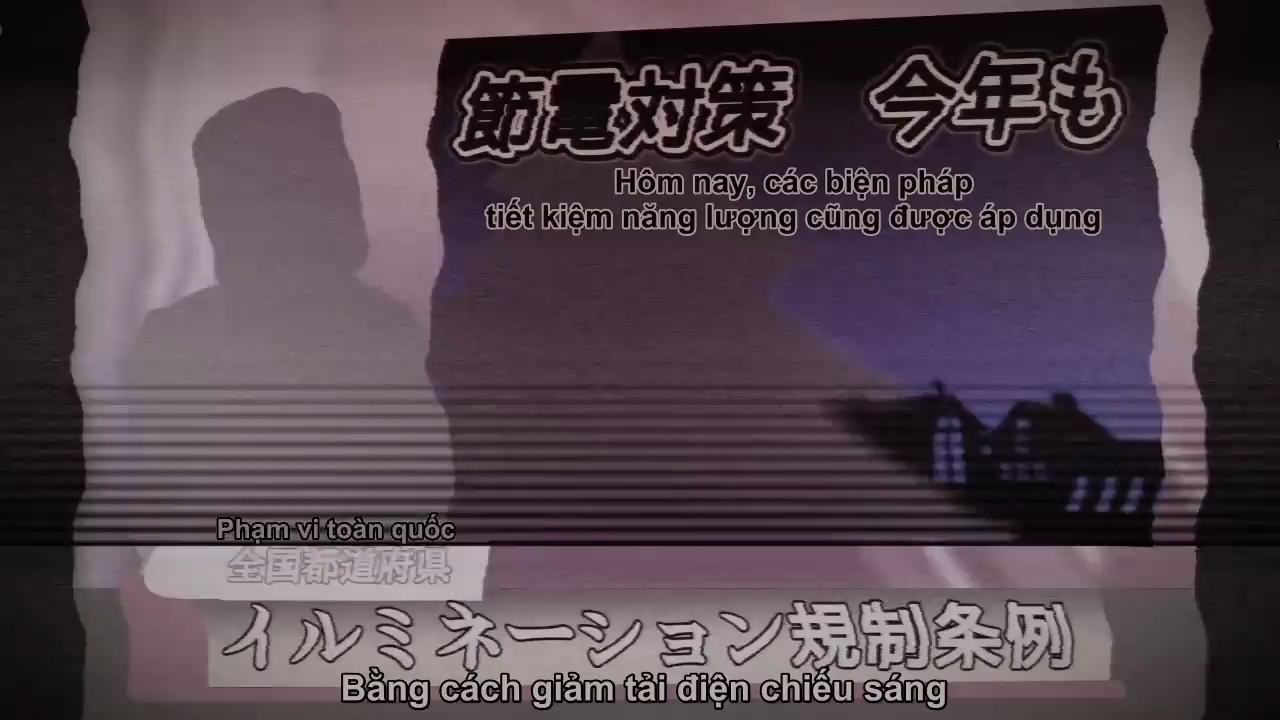 節電対策 今年も
Hôm nay, các biện pháp
tiết kiệm năng lượng cũng được áp dụng
Phạm vi toàn quốc
全国都道府県
イルミネーション規制条例
Bằng cách giảm tải điện chiếu sáng